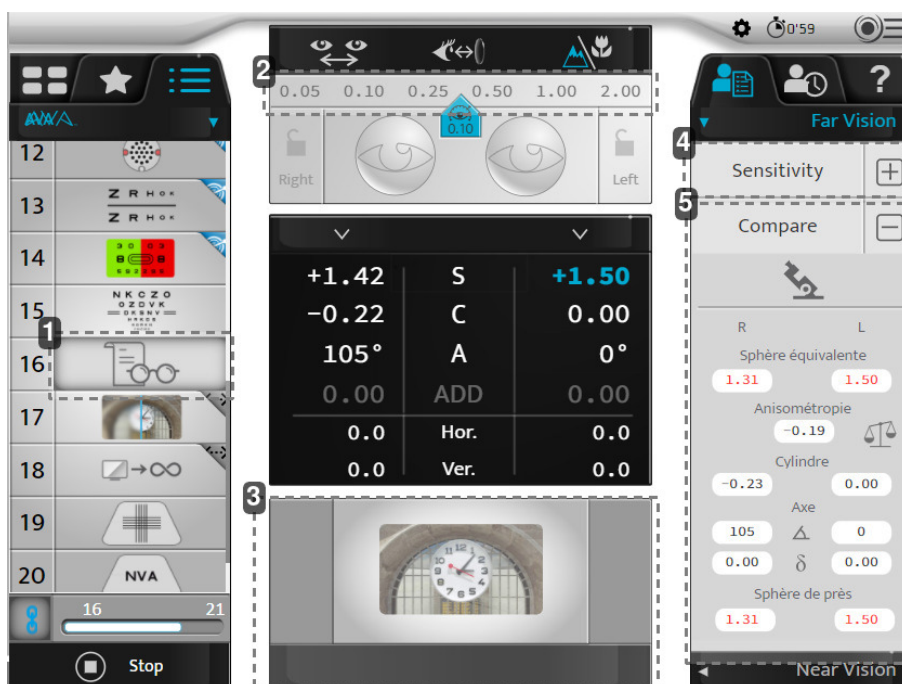 0'59
2
0.05 0.10 0.25 0.50 1.00 2.00
0.10
Right
Left
12
13
Z R H O K
Z R H O K
14
15
N K C Z O
O Z D V K
D K S N V
1
16
17
18
19
20
NVA
16 21
Stop
+1.42 S +1.50
-0.22 C 0.00
105° A 0°
0.00 ADD 0.00
0.0 Hor. 0.0
0.0 Ver. 0.0
3
?
Far Vision
4
Sensitivity
5
Compare
R L
Sphère équivalente
1.31 1.50
Anisométropie
-0.19
Cylindre
-0.23 0.00
Axe
105 0
0.00 δ 0.00
Sphère de près
1.31 1.50
Near Vision